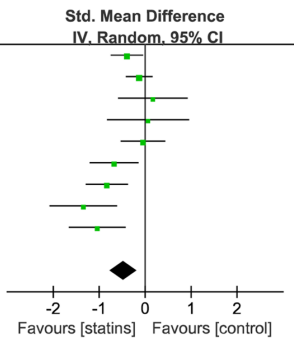 Std. Mean Difference
IV, Random, 95% CI
-2 -1 0 1 2
Favours [statins] Favours [control]